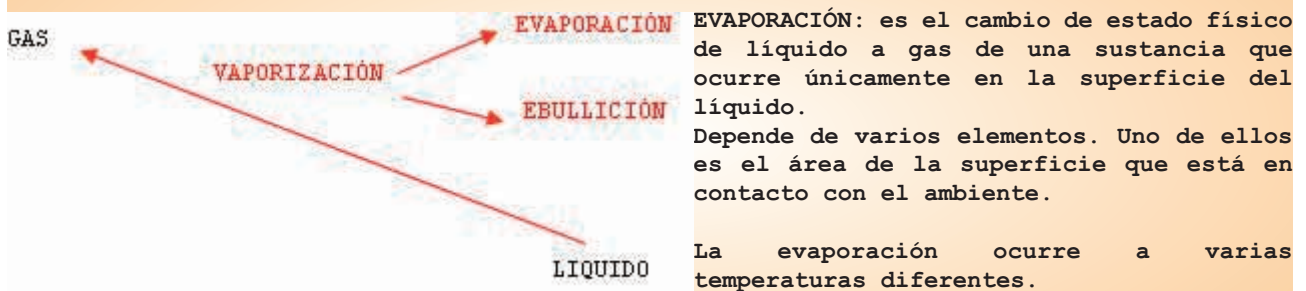 GAS
VAPORIZACIÓN
EVAPORACIÓN
EBULLICIÓN
LIQUIDO
EVAPORACIÓN: es el cambio de estado físico
de líquido a gas de una sustancia que
ocurre únicamente en la superficie del
líquido.
Depende de varios elementos. Uno de ellos
es el área de la superficie que está en
contacto con el ambiente.
La evaporación ocurre a varias
temperaturas diferentes.